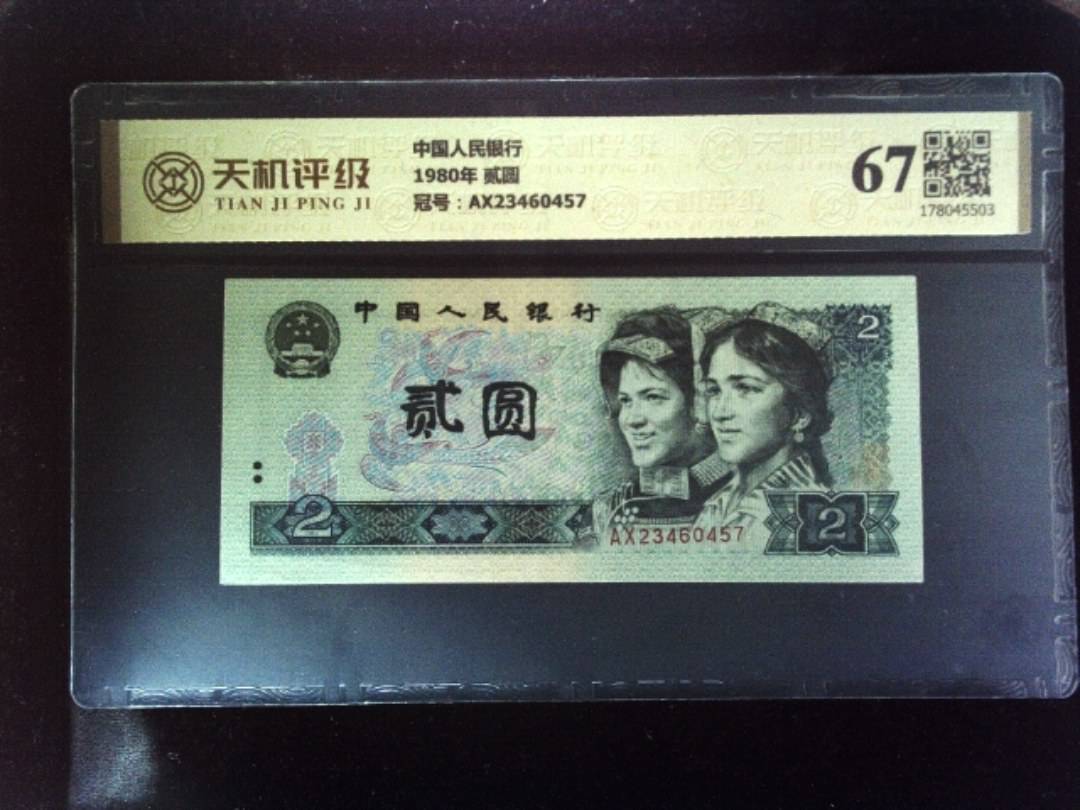 天机评级
TIAN JI PING JI
中国人民银行
1980年 贰圆
冠号：AX23460457
67
178045503
中国人民银行
2
贰圆
2
AX23460457
2